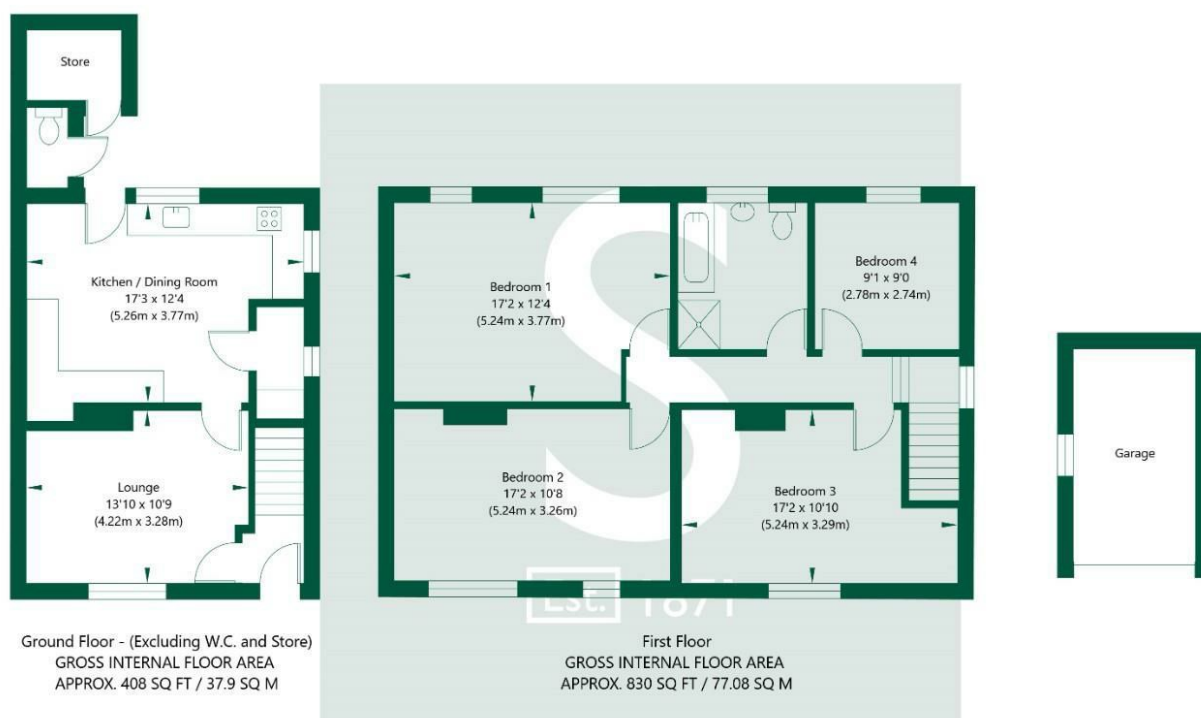 Store
Kitchen / Dining Room
17'3 x 12'4
(5.26m x 3.77m)
Lounge
13'10 x 10'9
(4.22m x 3.28m)
Ground Floor - (Excluding W.C. and Store)
GROSS INTERNAL FLOOR AREA
APPROX. 408 SQ FT / 37.9 SQ M
Bedroom 1
17'2 x 12'4
(5.24m x 3.77m)
Bedroom 4
9'1 x 9'0
(2.78m x 2.74m)
Bedroom 2
17'2 x 10'8
(5.24m x 3.26m)
Bedroom 3
17'2 x 10'10
(5.24m x 3.29m)
S
Est. 1871
First Floor
GROSS INTERNAL FLOOR AREA
APPROX. 830 SQ FT / 77.08 SQ M
Garage